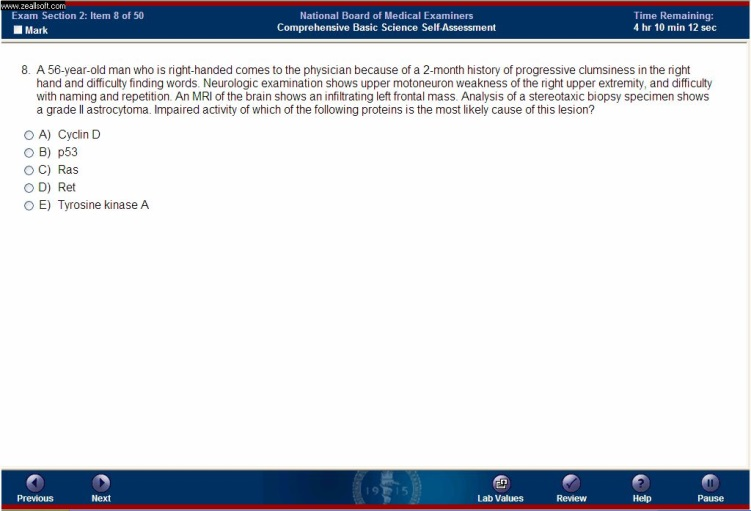 www.zeallsoft.com
Exam Section 2: Item 8 of 50
National Board of Medical Examiners
Time Remaining:
Mark
Comprehensive Basic Science Self-Assessment
4 hr 10 min 12 sec
8. A 56-year-old man who is right-handed comes to the physician because of a 2-month history of progressive clumsiness in the right
hand and difficulty finding words. Neurologic examination shows upper motoneuron weakness of the right upper extremity, and difficulty
with naming and repetition. An MRI of the brain shows an infiltrating left frontal mass. Analysis of a stereotaxic biopsy specimen shows
a grade II astrocytoma. Impaired activity of which of the following proteins is the most likely cause of this lesion?
A) Cyclin D
B) p53
C) Ras
D) Ret
E) Tyrosine kinase A
1915
Previous
Next
Lab Values
Review
Help
Pause